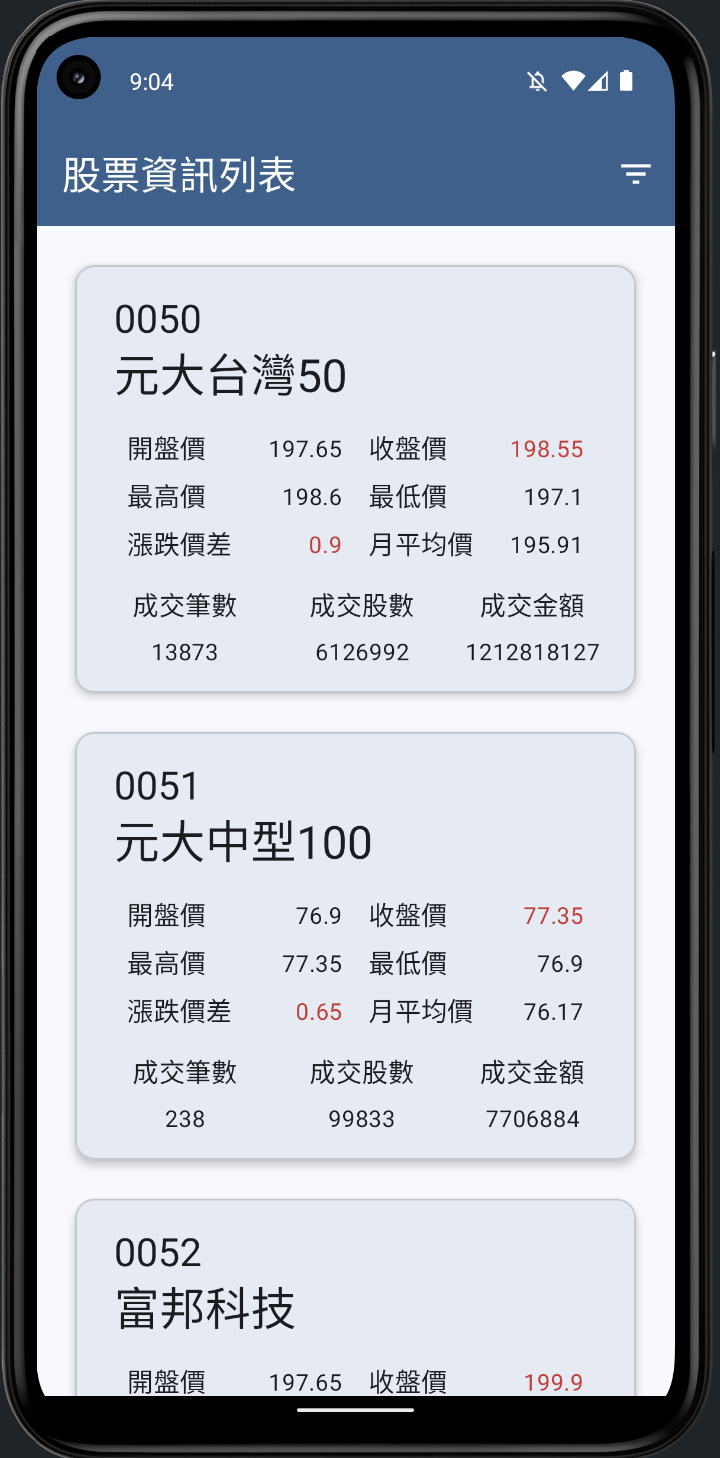 9:04
股票資訊列表
0050
元大台灣50
開盤價 197.65 收盤價 198.55
最高價 198.6 最低價 197.1
漲跌價差 0.9 月平均價 195.91
成交筆數 成交股數 成交金額
13873 6126992 1212818127
0051
元大中型100
開盤價 76.9 收盤價 77.35
最高價 77.35 最低價 76.9
漲跌價差 0.65 月平均價 76.17
成交筆數 成交股數 成交金額
238 99833 7706884
0052
富邦科技
開盤價 197.65 收盤價 199.9